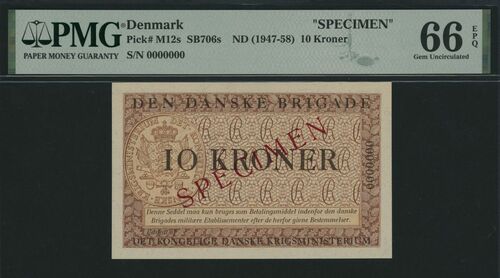 PMG
PAPER MONEY GUARANTY
Denmark "SPECIMEN"
Pick# M12s SB706s ND (1947-58) 10 Kroner
S/N 0000000
66 EPQ
Gem Uncirculated
DEN DANSKE BRIGADE
10 KRONER
SPECIMEN
0000000
Denne Seddel maa kun bruges som Betalingsmiddel indenfor den danske
Brigades militære Etablissementer efter de herfor givne Bestemmelser.
DET KONGELIGE DANSKE KRIGSMINISTERIUM